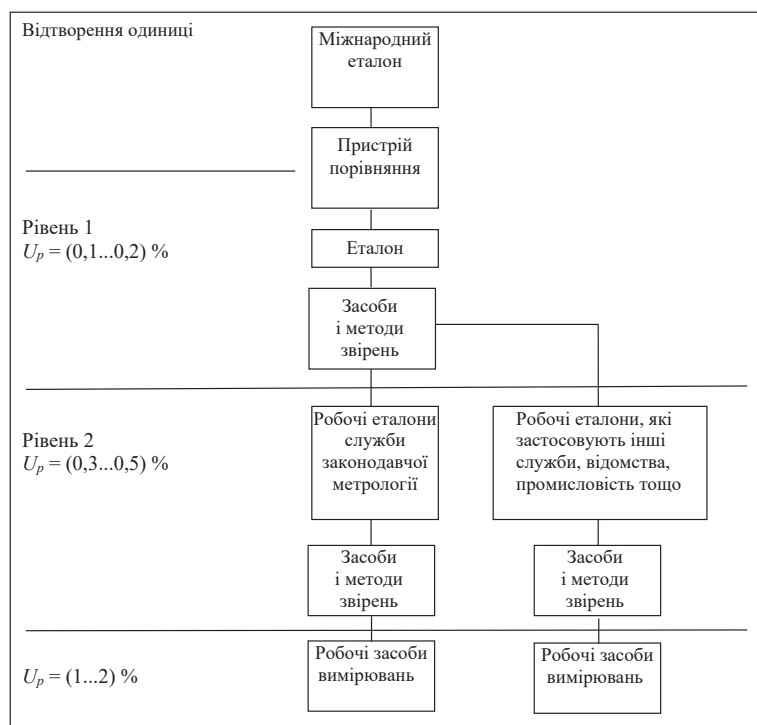 Відтворення одиниці
Міжнародний
еталон
Пристрій
порівняння
Рівень 1
U_p = (0,1...0,2) %
Еталон
Засоби
і методи
звірень
Рівень 2
U_p = (0,3...0,5) %
Робочі еталони
служби
законодавчої
метрології
Робочі еталони, які
застосовують інші
служби, відомства,
промисловість тощо
Засоби
і методи
звірень
Засоби
і методи
звірень
U_p = (1...2) %
Робочі засоби
вимірювань
Робочі засоби
вимірювань